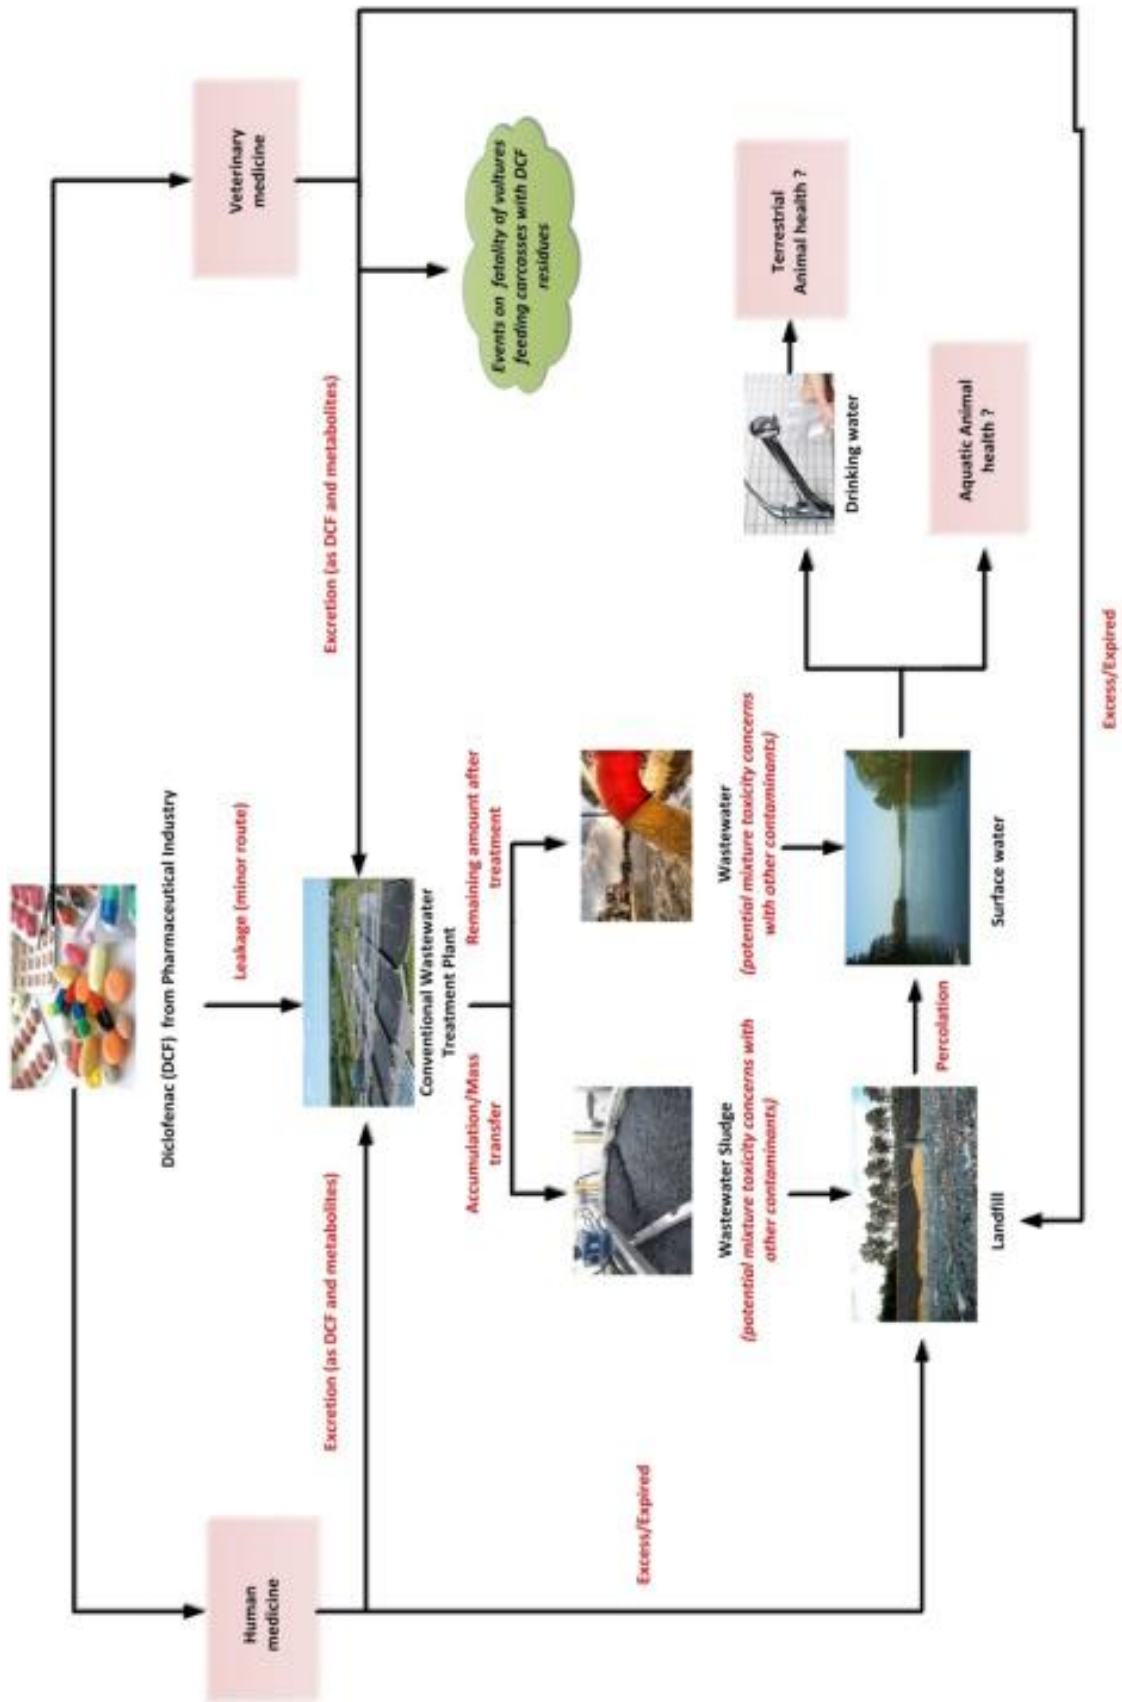 Diclofenac (DCF) from Pharmaceutical Industry
Human
medicine
Veterinary
medicine
Leakage (minor route)
Excretion (as DCF and metabolites)
Excretion (as DCF and metabolites)
Conventional Wastewater
Treatment Plant
Events on fatality of vultures
feeding carcasses with DCF
residues
Accumulation/Mass
transfer
Remaining amount after
treatment
Excess/Expired
Wastewater Sludge
(potential mixture toxicity concerns with
other contaminants)
Wastewater
(potential mixture toxicity concerns
with other contaminants)
Drinking water
Terrestrial
Animal health ?
Landfill
Percolation
Surface water
Aquatic Animal
health ?
Excess/Expired